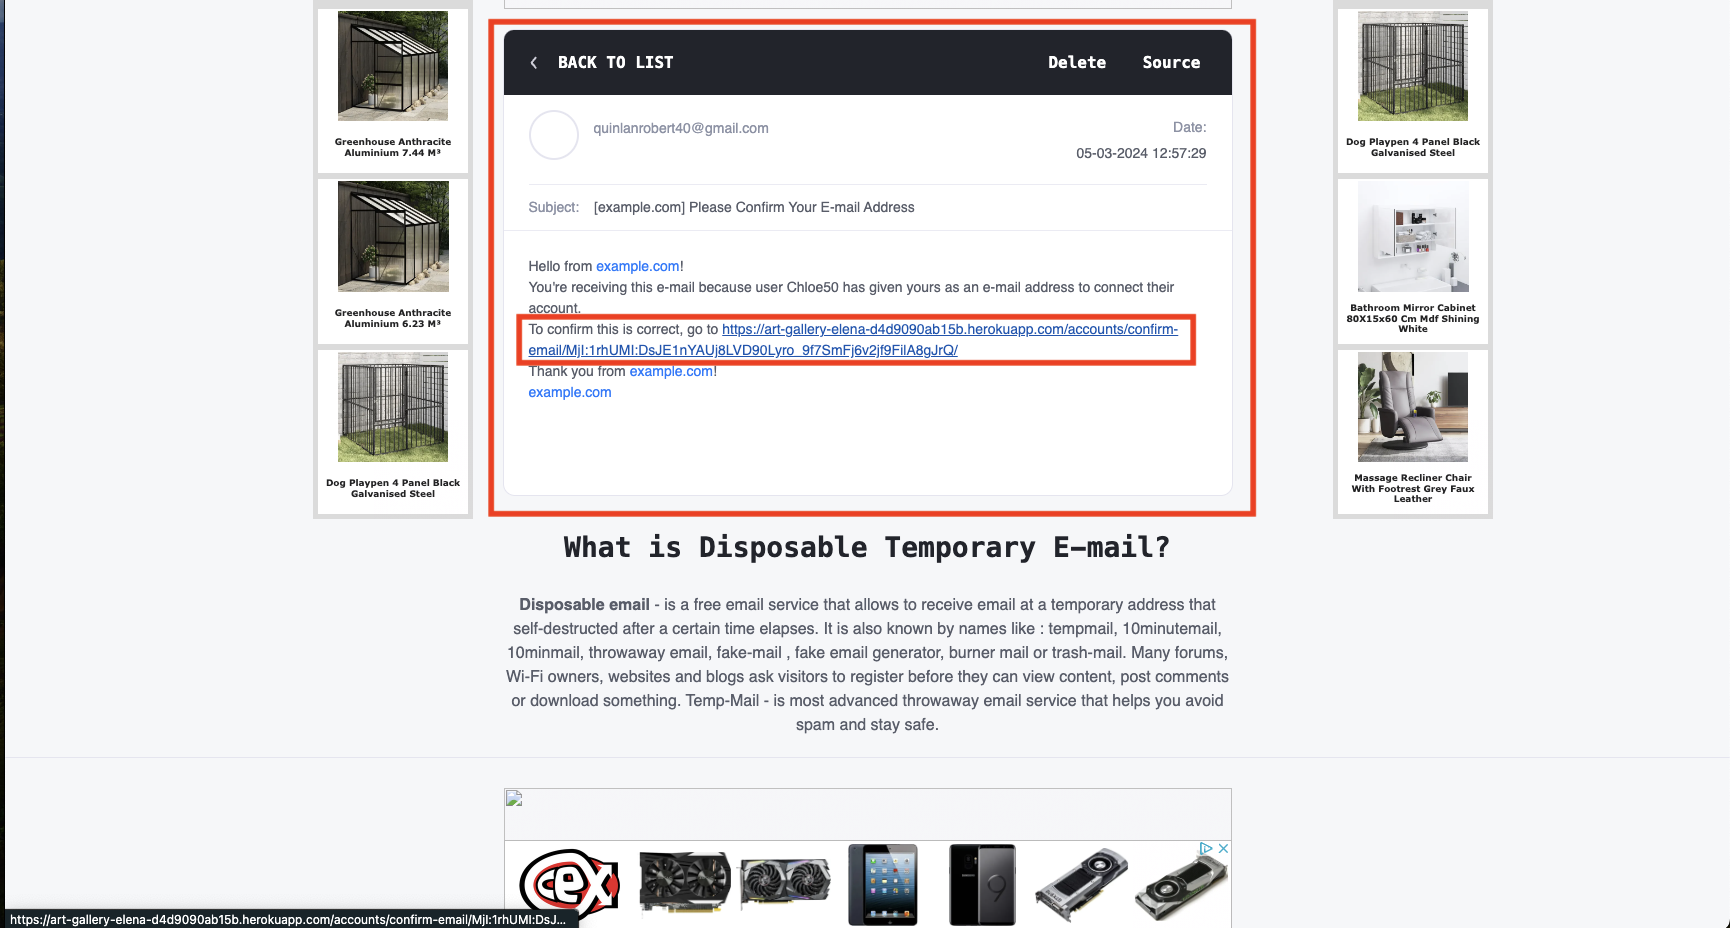 BACK TO LIST
Delete
Source
quinlanrobert40@gmail.com
Date:
05-03-2024 12:57:29
Subject: [example.com] Please Confirm Your E-mail Address
Hello from example.com!
You're receiving this e-mail because user Chloe50 has given yours as an e-mail address to connect their
account.
To confirm this is correct, go to https://art-gallery-elena-d4d9090ab15b.herokuapp.com/accounts/confirm-
email/MjI:1rhUMI:DsJE1nYAUj8LVD90Lyro_9f7SmFj6v2jf9FilA8gJrQ/
Thank you from example.com!
example.com
Greenhouse Anthracite
Aluminium 7.44 M³
Greenhouse Anthracite
Aluminium 6.23 M³
Dog Playpen 4 Panel Black
Galvanised Steel
Dog Playpen 4 Panel Black
Galvanised Steel
Bathroom Mirror Cabinet
80X15x60 Cm Mdf Shining
White
Massage Recliner Chair
With Footrest Grey Faux
Leather
What is Disposable Temporary E-mail?
Disposable email - is a free email service that allows to receive email at a temporary address that
self-destructed after a certain time elapses. It is also known by names like : tempmail, 10minutemail,
10minmail, throwaway email, fake-mail , fake email generator, burner mail or trash-mail. Many forums,
Wi-Fi owners, websites and blogs ask visitors to register before they can view content, post comments
or download something. Temp-Mail - is most advanced throwaway email service that helps you avoid
spam and stay safe.
cex
9
https://art-gallery-elena-d4d9090ab15b.herokuapp.com/accounts/confirm-email/MjI:1rhUMI:DsJ...